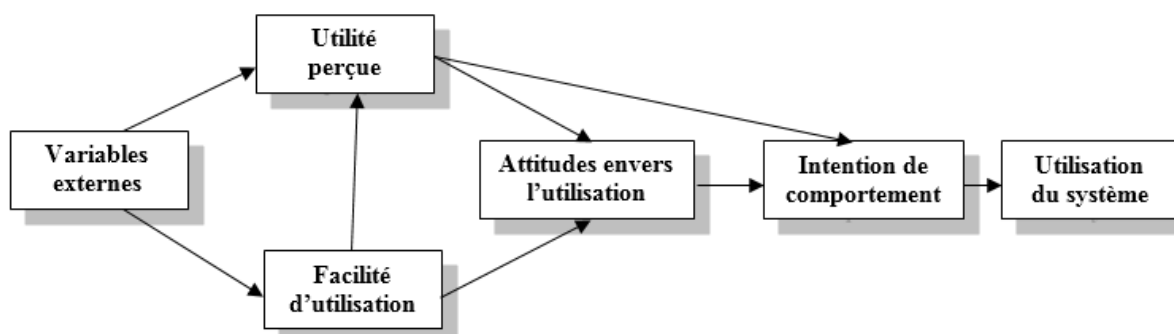 Utilité
perçue
Variables
externes
Attitudes envers
l’utilisation
Intention de
comportement
Utilisation
du système
Facilité
d’utilisation